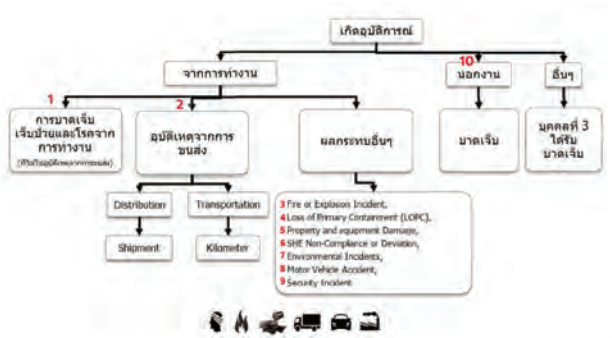 เกิดอุบัติการณ์
จากการทำงาน
10
นอกงาน
อื่นๆ
1
การบาดเจ็บ
เจ็บป่วยและโรคจาก
การทำงาน
2
อุบัติเหตุจากการ
ขนส่ง
ผลกระทบอื่นๆ
บาดเจ็บ
บุคคลที่ 3
ได้รับ
บาดเจ็บ
Distribution
Transportation
Shipment
Kilometer
3 Fire or Explosion Incident,
4 Loss of Primary Containment (LOPC),
5 Property and equipment Damage,
6 SHE Non-Compliance or Deviation,
7 Environmental Incidents,
8 Motor Vehicle Accident,
9 Security Incident